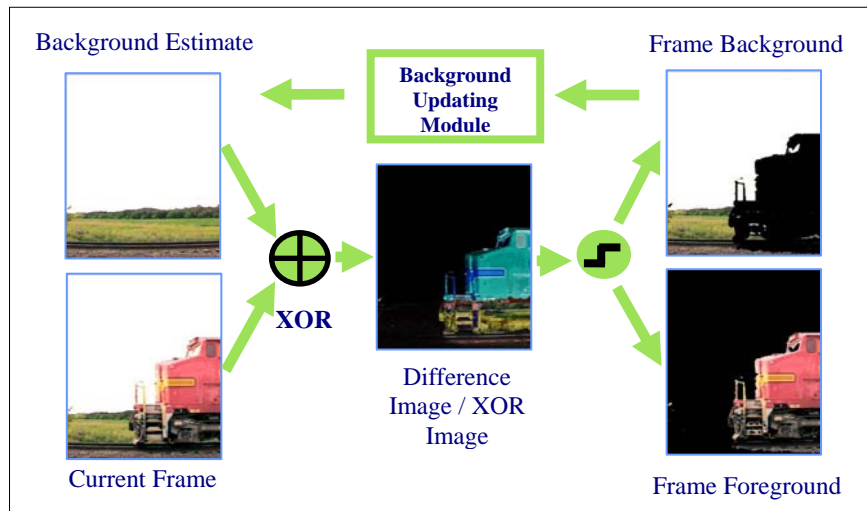 Background Estimate
Frame Background
Background
Updating
Module
XOR
Difference
Image / XOR
Image
Current Frame
Frame Foreground